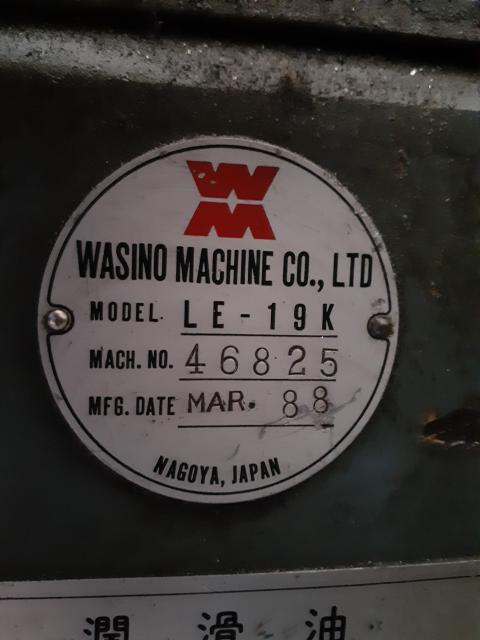 WM
WASINO MACHINE CO., LTD
MODEL. LE-19K
MACH. NO. 46825
MFG. DATE MAR. 88
NAGOYA, JAPAN
潤滑油